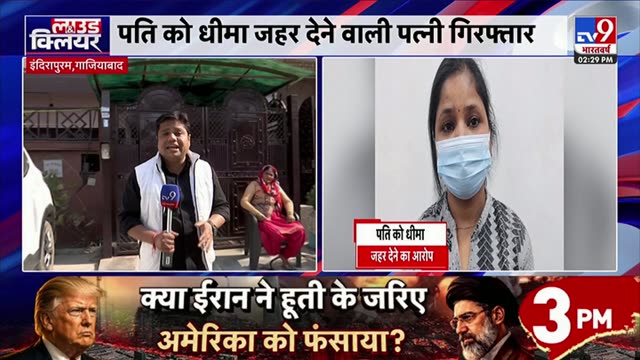 लाउड &
क्लियर
पति को धीमा जहर देने वाली पत्नी गिरफ्तार
TV9
भारतवर्ष
02:29 PM
इंदिरापुरम,गाजियाबाद
TV9
पति को धीमा
जहर देने का आरोप
क्या ईरान ने हूती के जरिए
अमेरिका को फंसाया?
3 PM